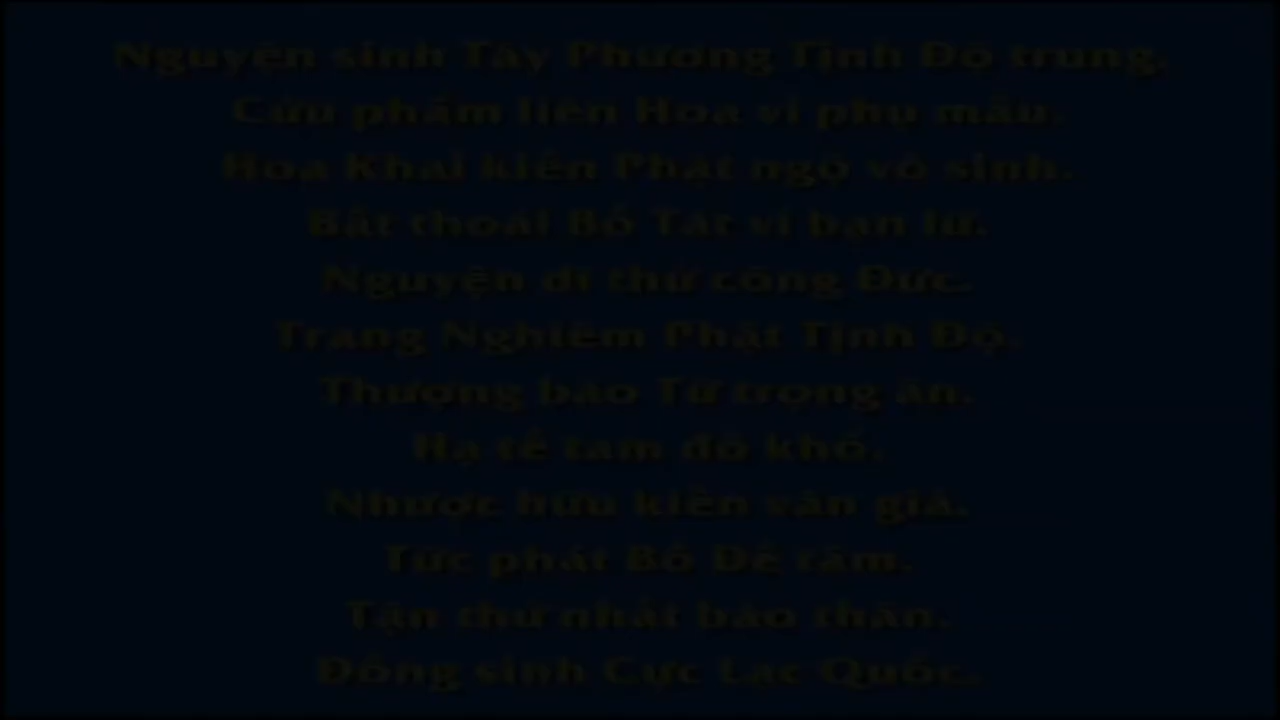 Nguyện sinh Tây Phương Tịnh Độ trung.
Cửu phẩm liên Hoa vi phụ mẫu.
Hoa Khai kiến Phật ngộ vô sinh.
Bất thoái Bồ Tát vi bạn lữ.
Nguyện dĩ thử công Đức.
Trang Nghiêm Phật Tịnh Độ.
Thượng báo Tứ trọng ân.
Hạ tế tam đồ khổ.
Nhược hữu kiến văn giả.
Tức phát Bồ Đề tâm.
Tận thử nhất báo thân.
Đồng sinh Cực Lạc Quốc.